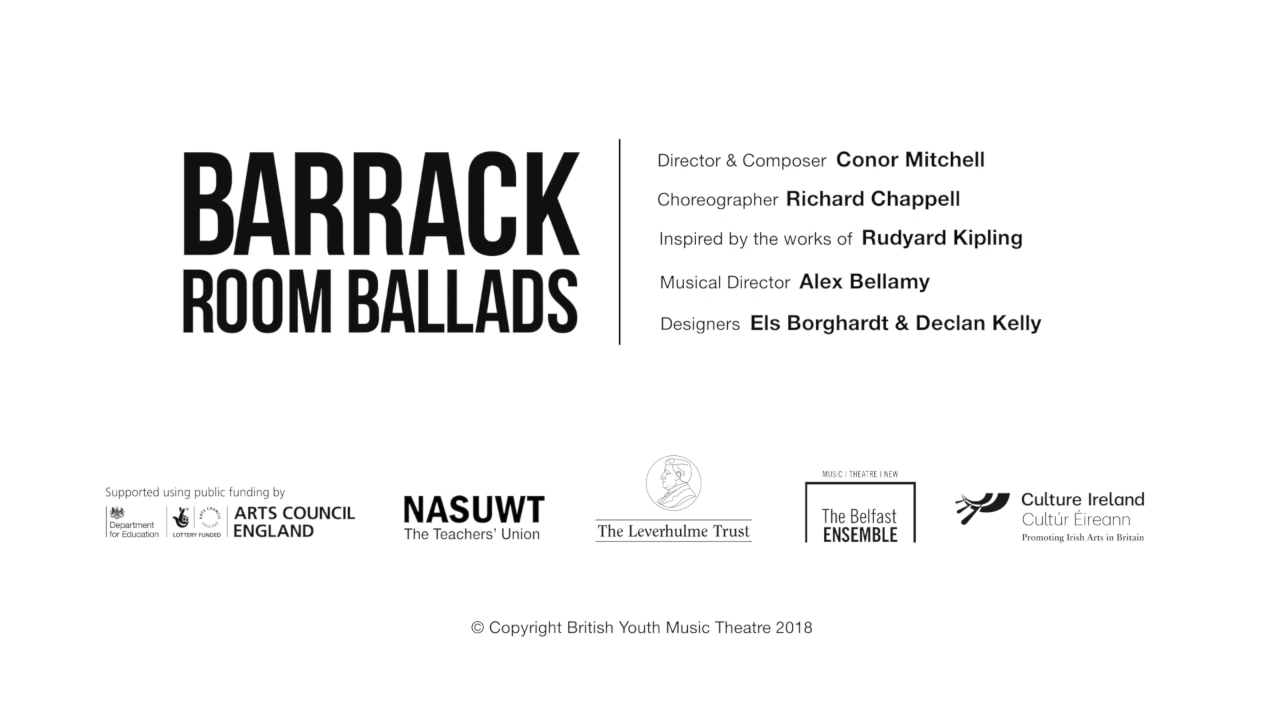 BARRACK
ROOM BALLADS
Director & Composer Conor Mitchell
Choreographer Richard Chappell
Inspired by the works of Rudyard Kipling
Musical Director Alex Bellamy
Designers Els Borghardt & Declan Kelly
Supported using public funding by
Department
for Education
LOTTERY FUNDED
ARTS COUNCIL
ENGLAND
NASUWT
The Teachers' Union
The Leverhulme Trust
MUSIC | THEATRE | NEW
The Belfast
ENSEMBLE
Culture Ireland
Cultúr Éireann
Promoting Irish Arts in Britain
© Copyright British Youth Music Theatre 2018